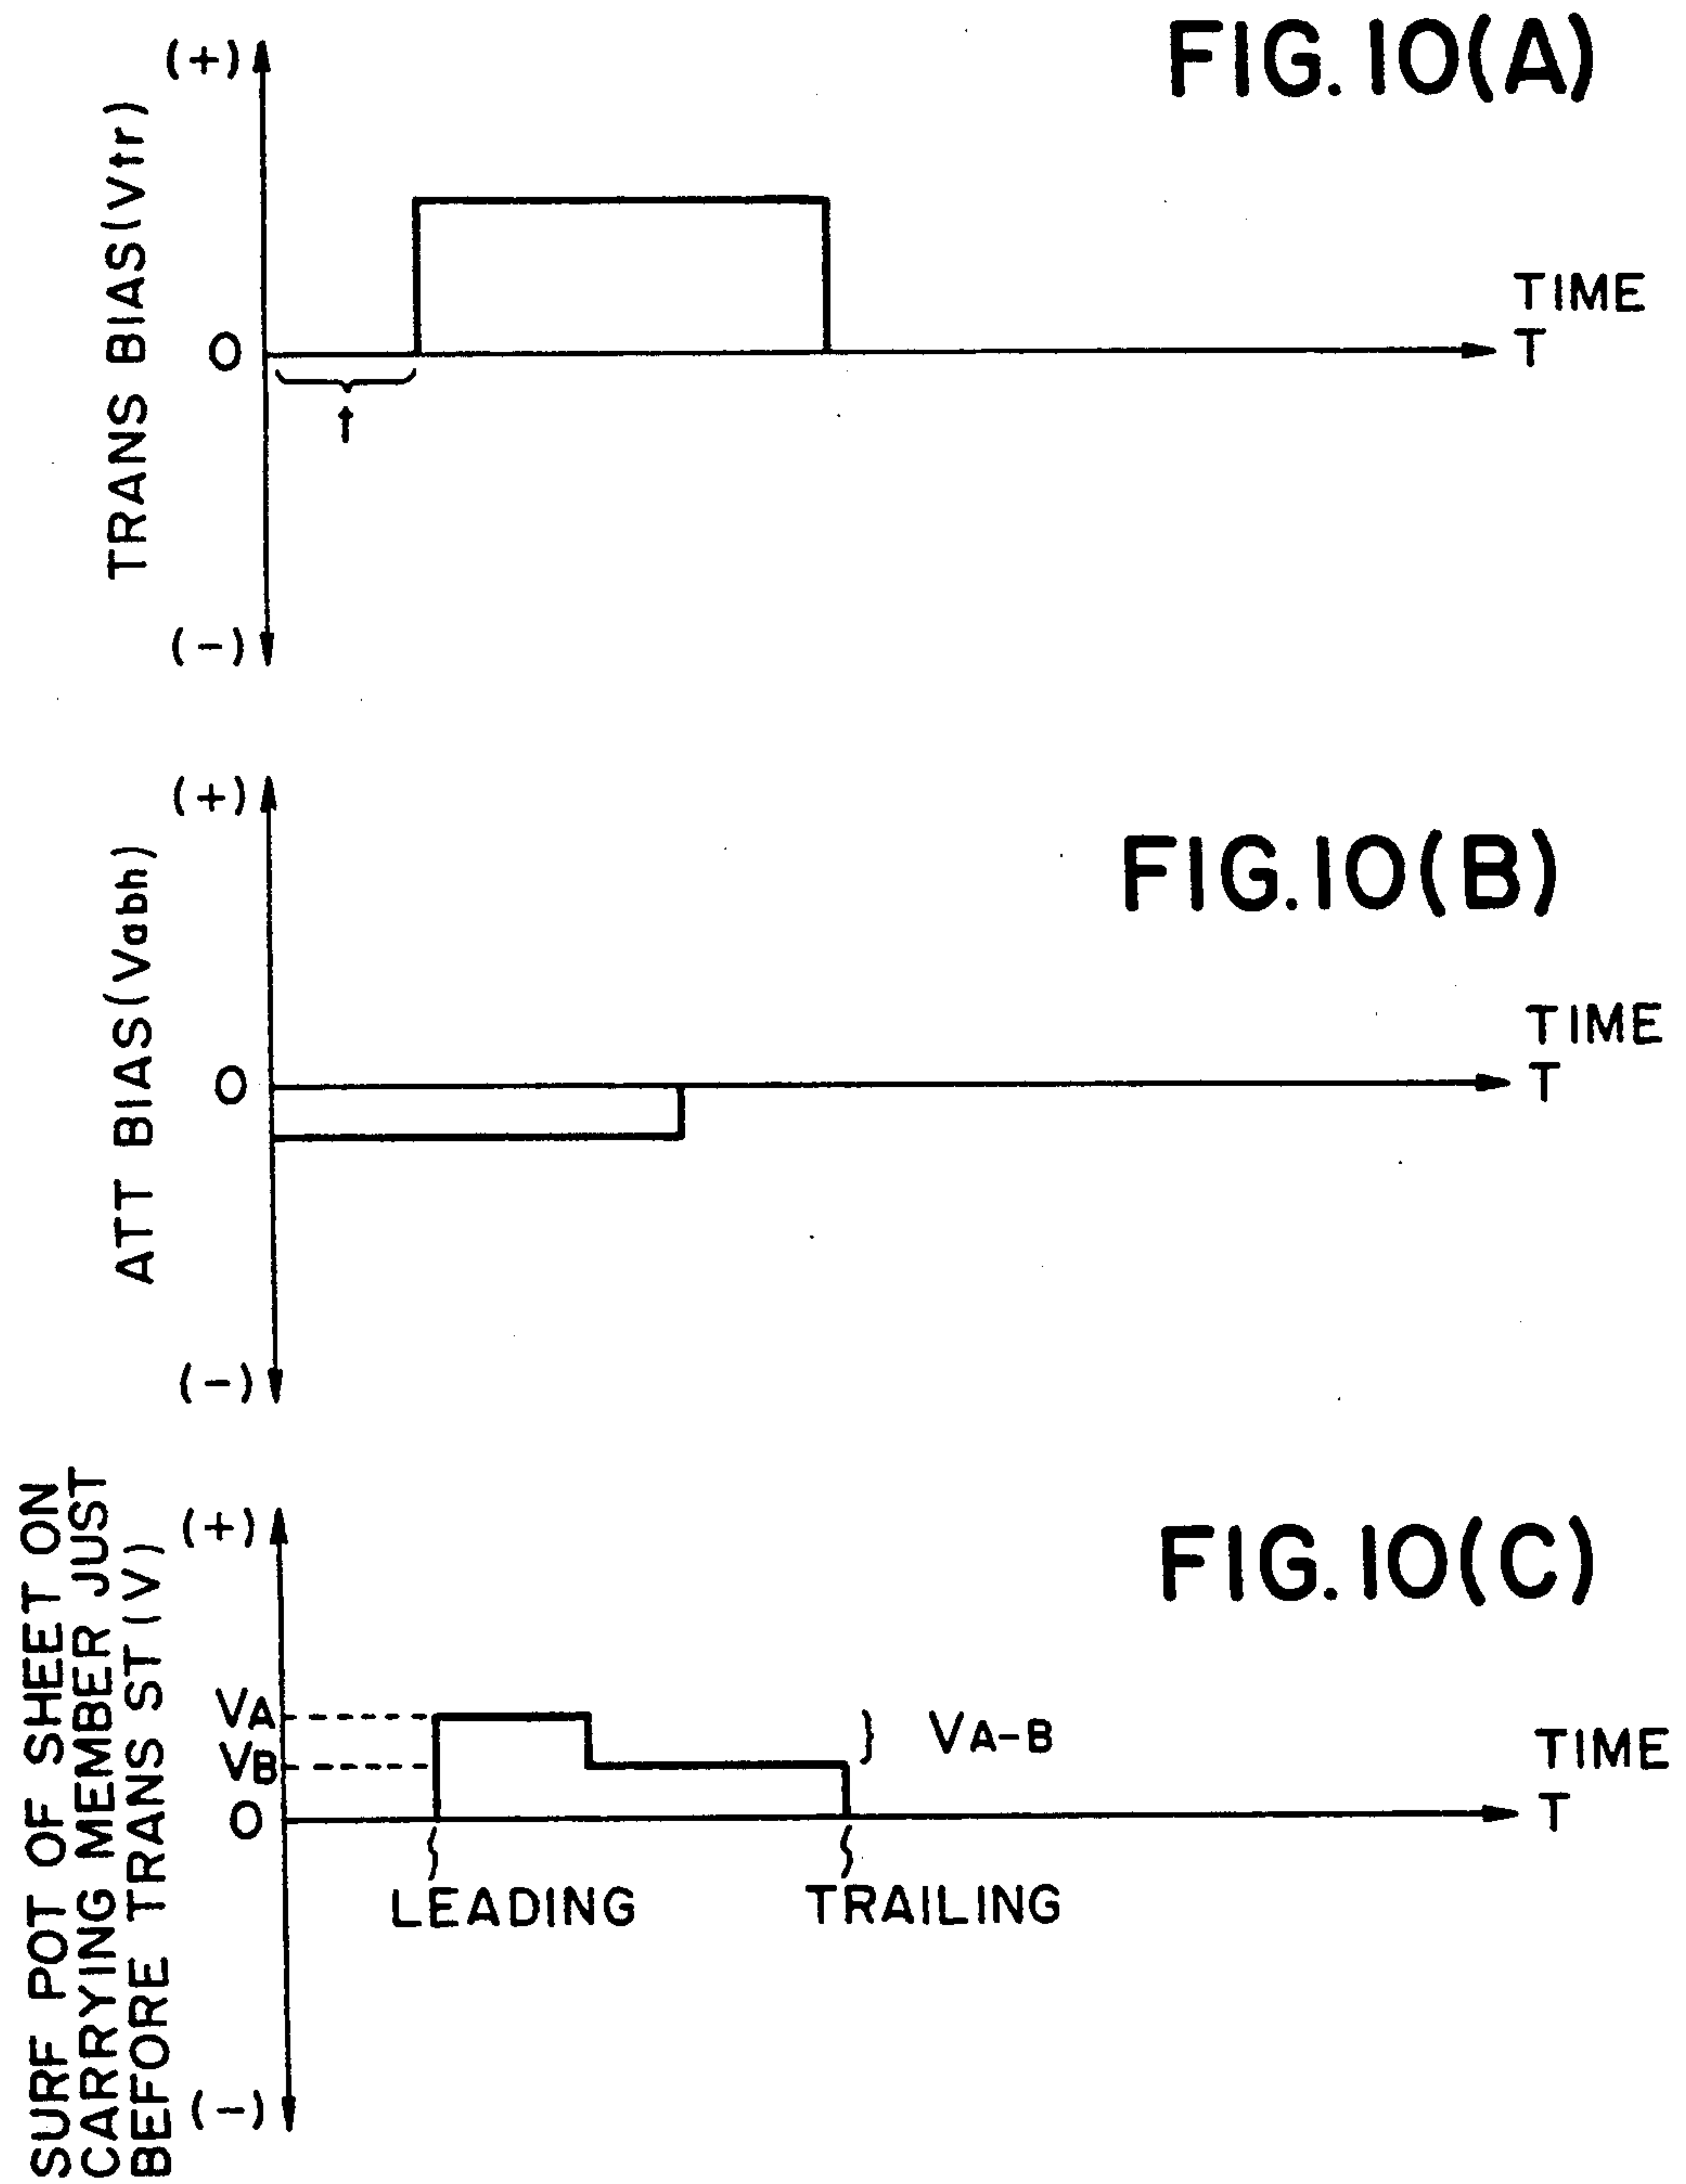 FIG.10(A)
(+)
TRANS BIAS(Vtr)
0
TIME
T
t
(-)
FIG.10(B)
(+)
ATT BIAS(Vabh)
0
TIME
T
(-)
FIG.10(C)
SURF POT OF SHEET ON
CARRYING MEMBER JUST
BEFORE TRANS ST(V)
(+)
VA
VB
0
VA-B
TIME
T
LEADING
TRAILING
(-)